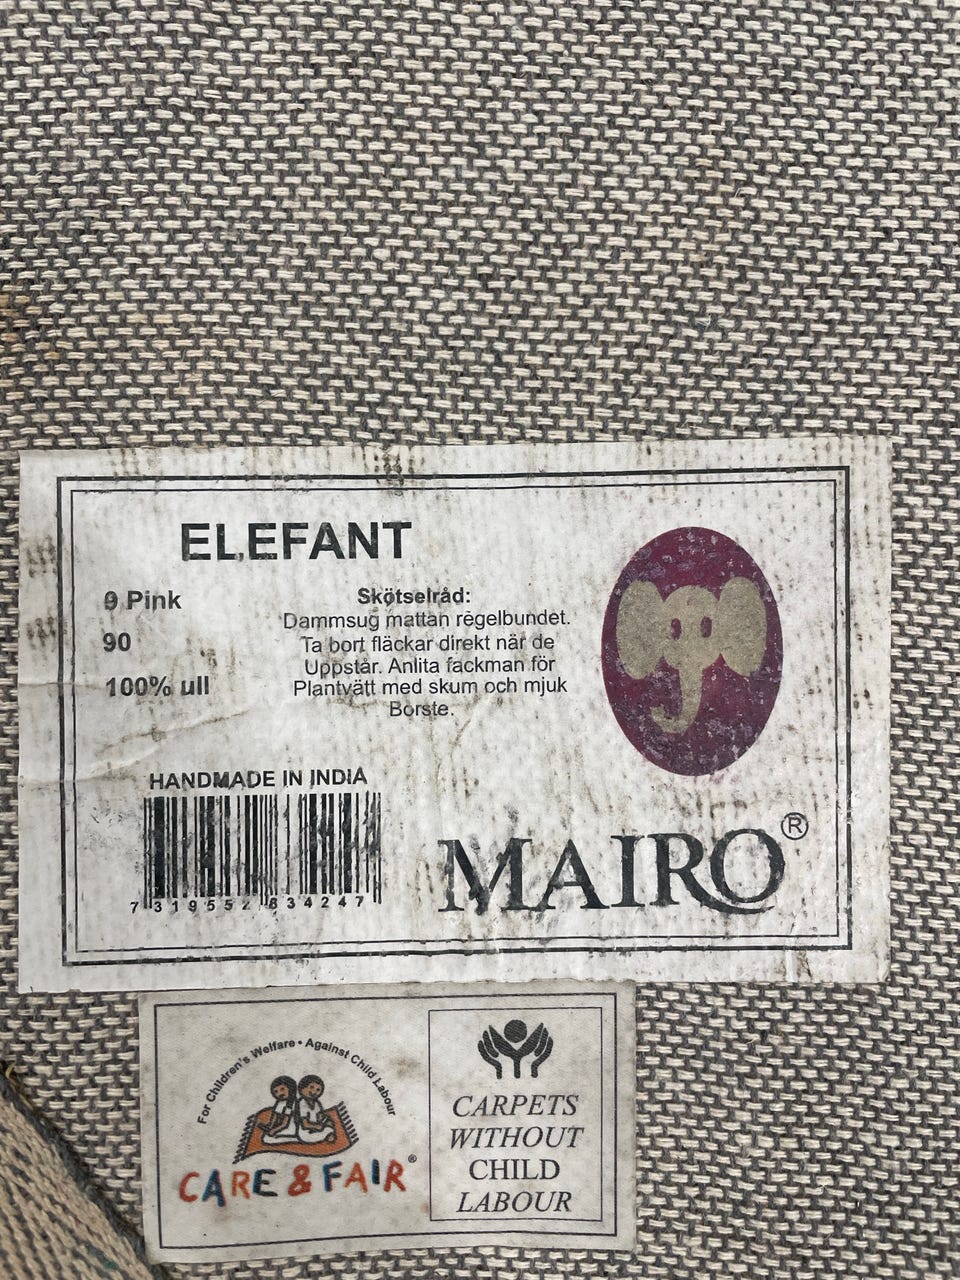 ELEFANT
9 Pink
90
100% ull
Skötselråd:
Dammsug mattan regelbundet.
Ta bort fläckar direkt när de
Uppstår. Anlita fackman för
Plantvätt med skum och mjuk
Borste.
HANDMADE IN INDIA
7 319552 834247
MAIRO®
For Children's Welfare • Against Child Labour
CARE & FAIR®
CARPETS
WITHOUT
CHILD
LABOUR